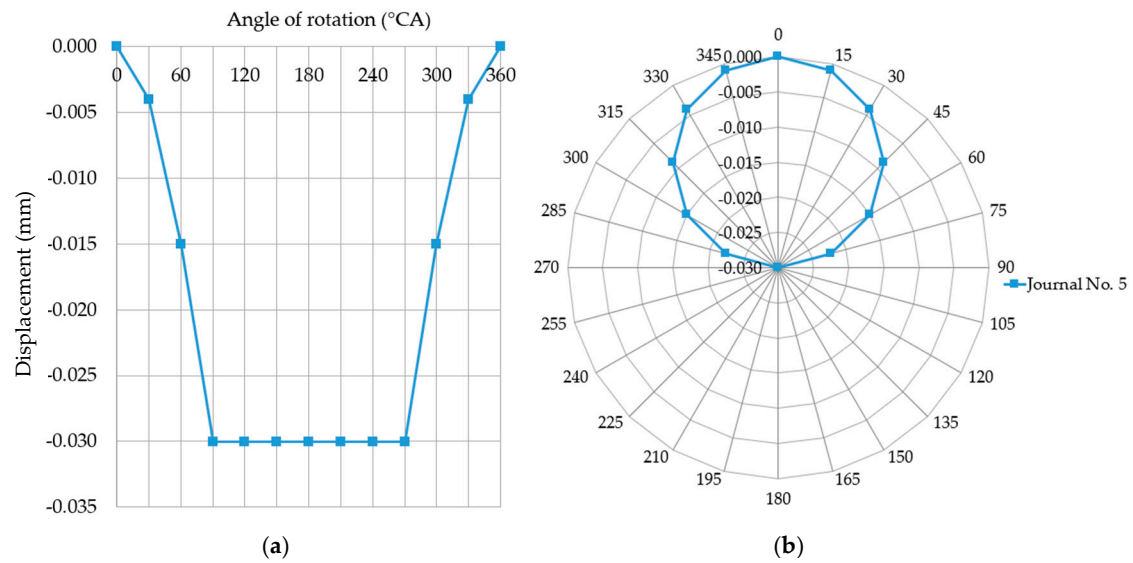 Angle of rotation (°CA)
0.000
0 60 120 180 240 300 360
-0.005
-0.010
-0.015
-0.020
-0.025
-0.030
-0.035
Displacement (mm)
(a)
0
345 0.000 15
330 -0.005 30
315 -0.010 45
300 -0.015 60
285 -0.020 75
-0.025
270 -0.030 90
Journal No. 5
255 105
240 120
225 135
210 150
195 165
180
(b)